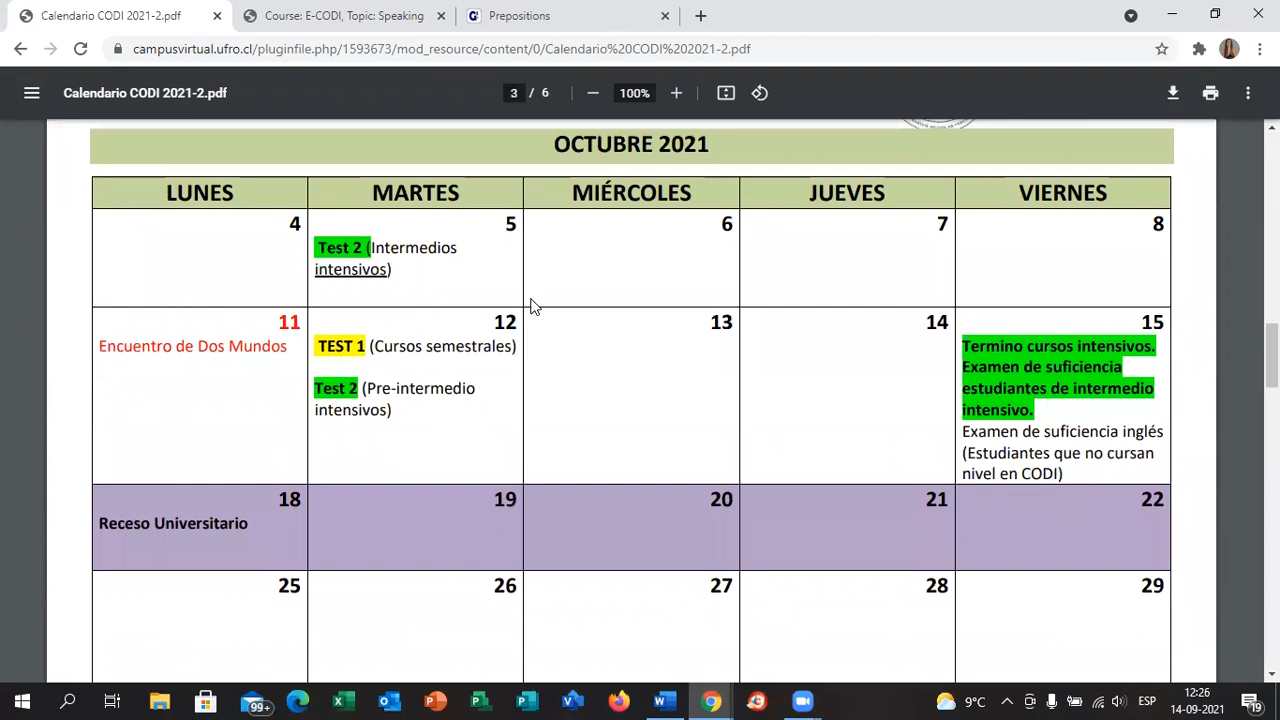 Calendario CODI 2021-2.pdf
Course: E-CODI, Topic: Speaking
Prepositions
campusvirtual.ufro.cl/pluginfile.php/1593673/mod_resource/content/0/Calendario%20CODI%202021-2.pdf
Calendario CODI 2021-2.pdf
3 / 6
100%
OCTUBRE 2021
LUNES MARTES MIÉRCOLES JUEVES VIERNES
4 5 6 7 8
Test 2 (Intermedios
intensivos)
11 12 13 14 15
Encuentro de Dos Mundos
TEST 1 (Cursos semestrales)
Test 2 (Pre-intermedio
intensivos)
Termino cursos intensivos.
Examen de suficiencia
estudiantes de intermedio
intensivo.
Examen de suficiencia inglés
(Estudiantes que no cursan
nivel en CODI)
18 19 20 21 22
Receso Universitario
25 26 27 28 29
99+
9°C
ESP
12:26
14-09-2021
19